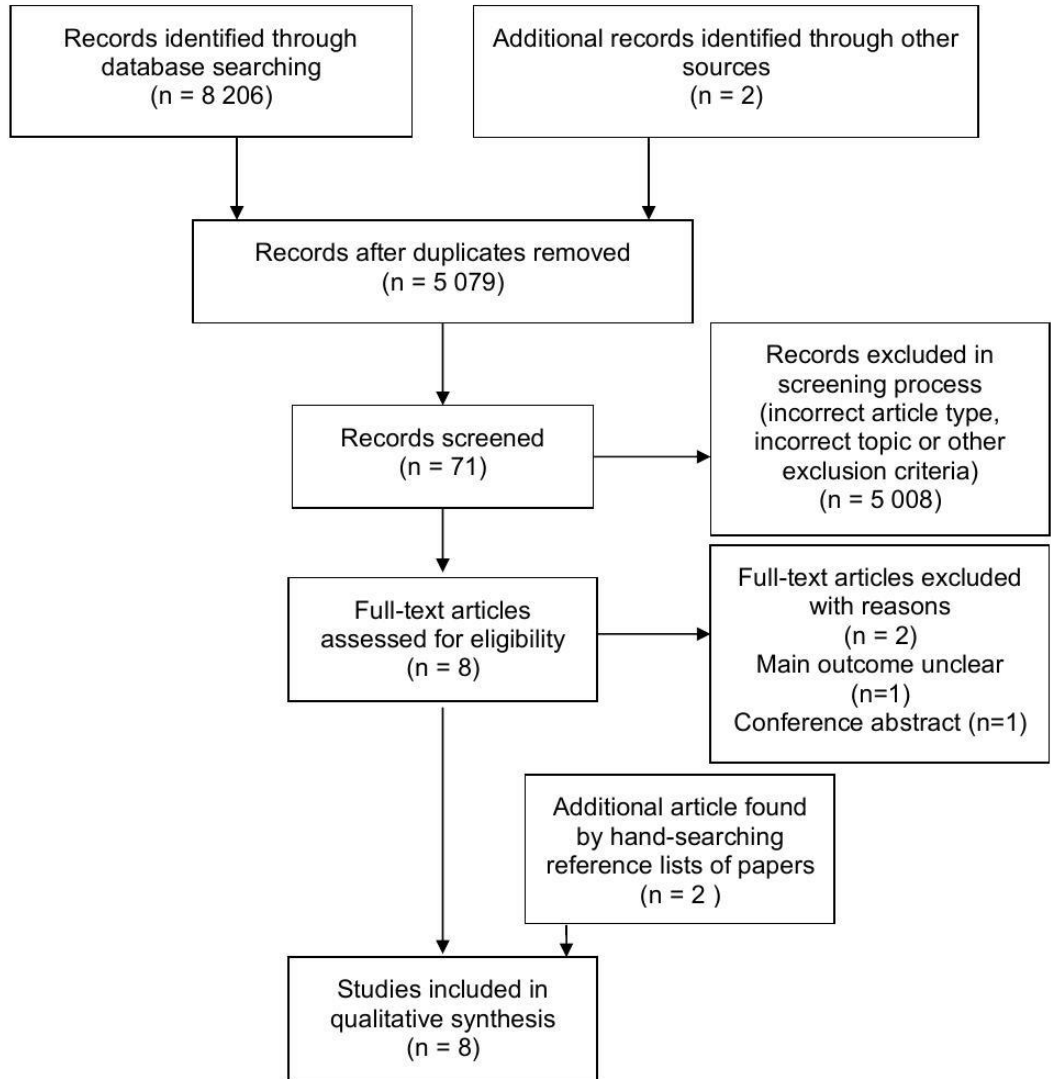 Records identified through
database searching
(n = 8 206)
Additional records identified through other
sources
(n = 2)
Records after duplicates removed
(n = 5 079)
Records screened
(n = 71)
Records excluded in
screening process
(incorrect article type,
incorrect topic or other
exclusion criteria)
(n = 5 008)
Full-text articles
assessed for eligibility
(n = 8)
Full-text articles excluded
with reasons
(n = 2)
Main outcome unclear
(n=1)
Conference abstract (n=1)
Additional article found
by hand-searching
reference lists of papers
(n = 2 )
Studies included in
qualitative synthesis
(n = 8)